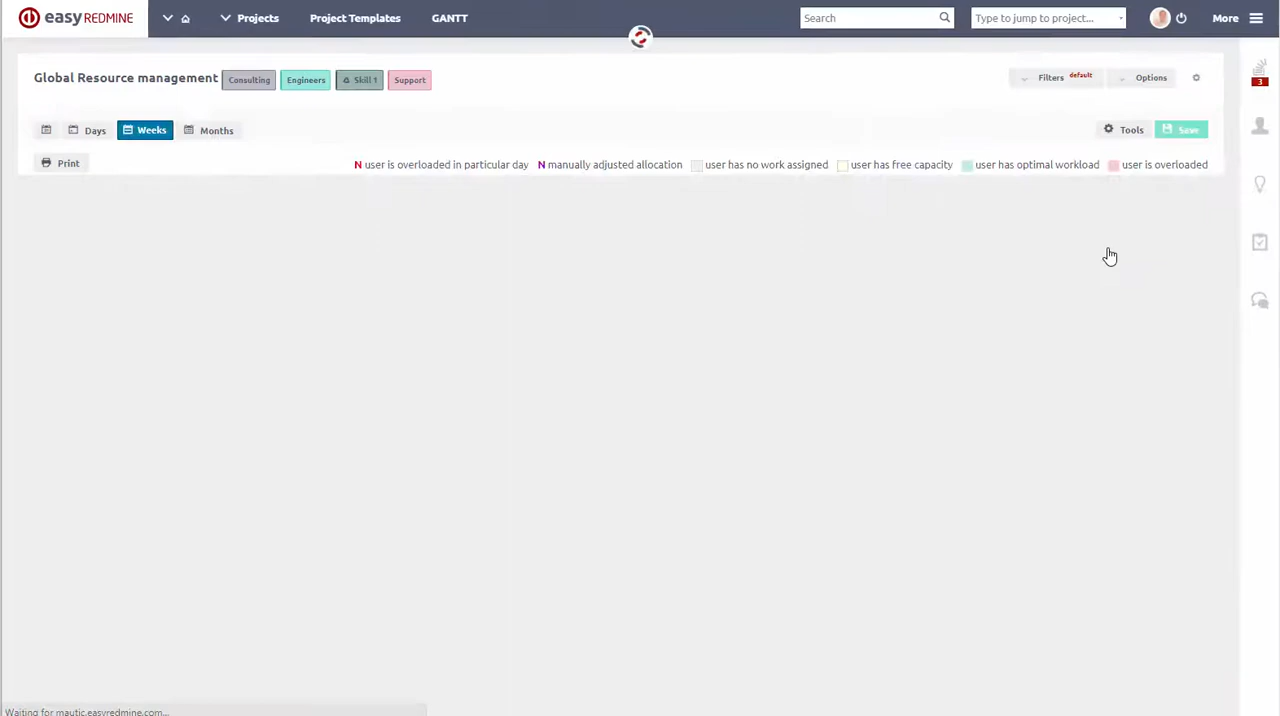 easy REDMINE
Projects
Project Templates
GANTT
Search
Type to jump to project...
More
Global Resource management
Consulting
Engineers
Skill 1
Support
Filters default
Options
3
Days
Weeks
Months
Tools
Save
Print
N user is overloaded in particular day
N manually adjusted allocation
user has no work assigned
user has free capacity
user has optimal workload
user is overloaded
Waiting for mautic.easyredmine.com...